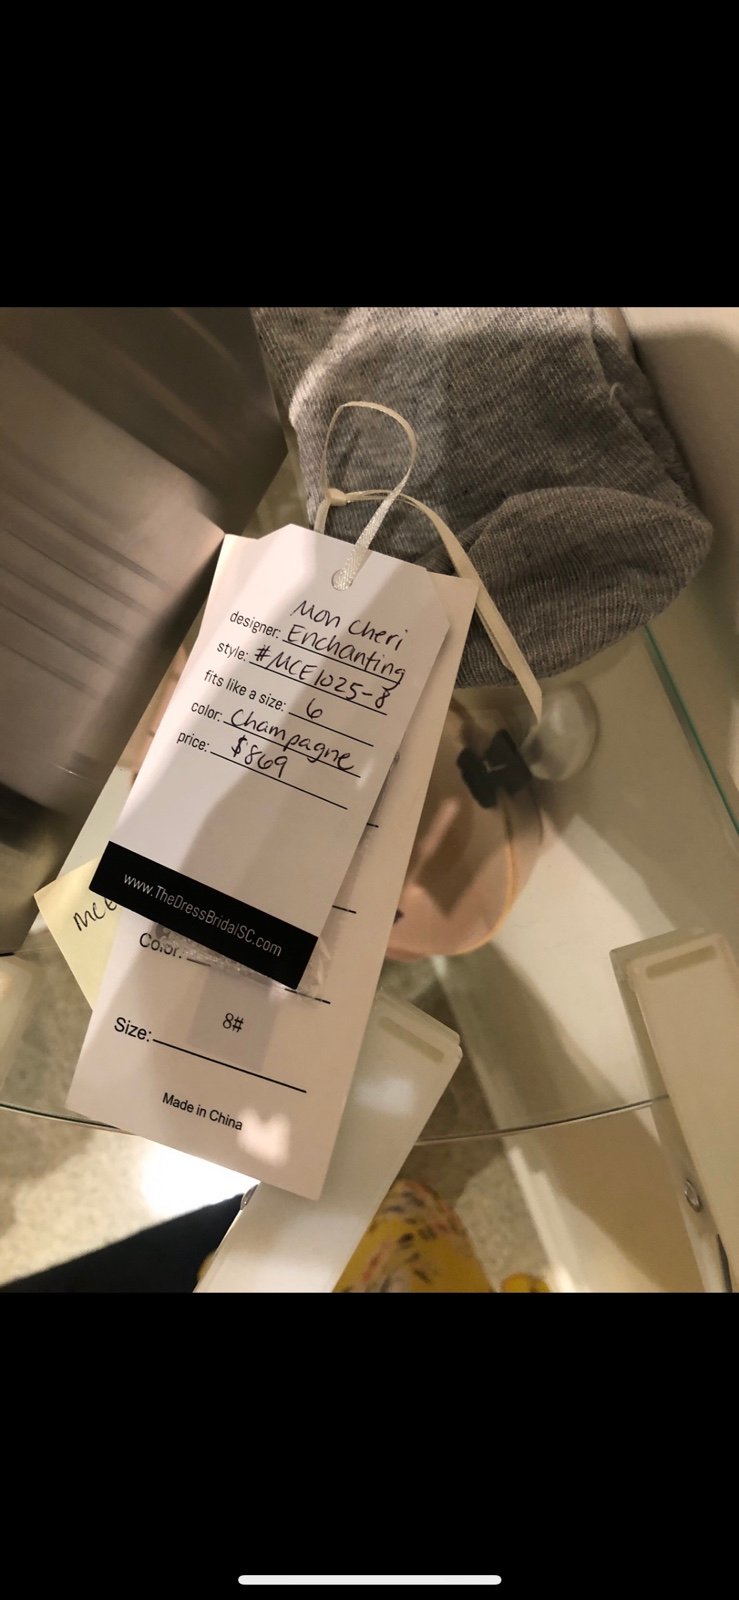 Mon Cheri
designer: Enchanting
style: #MCE1025-8
fits like a size: 6
color: Champagne
price: $869
www.TheDressBridalSC.com
MCE
Color:
Size: 8#
Made in China